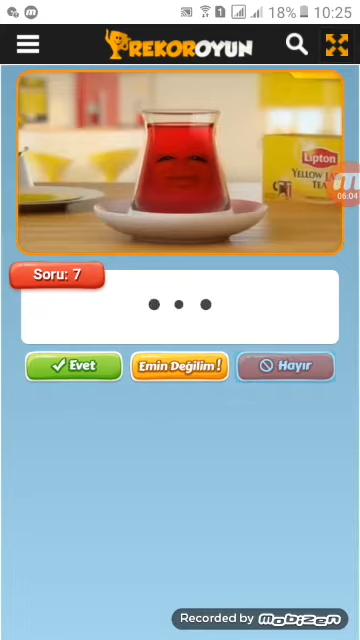 18% 10:25
REKOROYUN
Lipton
YELLOW LA
TEA
06:04
Soru: 7
Evet
Emin Değilim!
Hayır
Recorded by mobizen